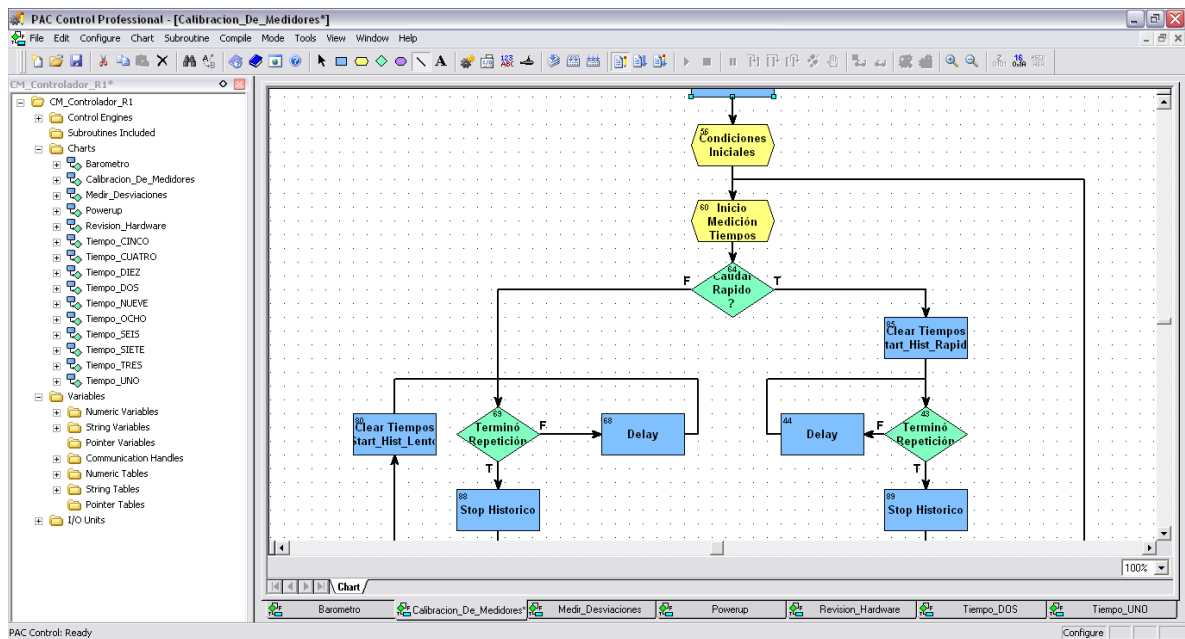 PAC Control Professional - [Calibracion_De_Medidores*]
File Edit Configure Chart Subroutine Compile Mode Tools View Window Help
CM_Controlador_R1*
CM_Controlador_R1
Control Engines
Subroutines Included
Charts
Barometro
Calibracion_De_Medidores
Medir_Desviaciones
Powerup
Revision_Hardware
Tiempo_CINCO
Tiempo_CUATRO
Tiempo_DIEZ
Tiempo_DOS
Tiempo_NUEVE
Tiempo_OCHO
Tiempo_SEIS
Tiempo_SIETE
Tiempo_TRES
Tiempo_UNO
Variables
Numeric Variables
String Variables
Pointer Variables
Communication Handles
Numeric Tables
String Tables
Pointer Tables
I/O Units
56
Condiciones
Iniciales
60 Inicio
Medición
Tiempos
64
Caudal
Rapido
?
F
T
85
Clear Tiempos
tart_Hist_Rapid
80
Clear Tiempos
Start_Hist_Lento
69
Terminó
Repetición
F
T
68
Delay
44
Delay
43
Terminó
Repetición
F
T
88
Stop Historico
89
Stop Historico
100%
Chart
Barometro
Calibracion_De_Medidores*
Medir_Desviaciones
Powerup
Revision_Hardware
Tiempo_DOS
Tiempo_UNO
PAC Control: Ready
Configure